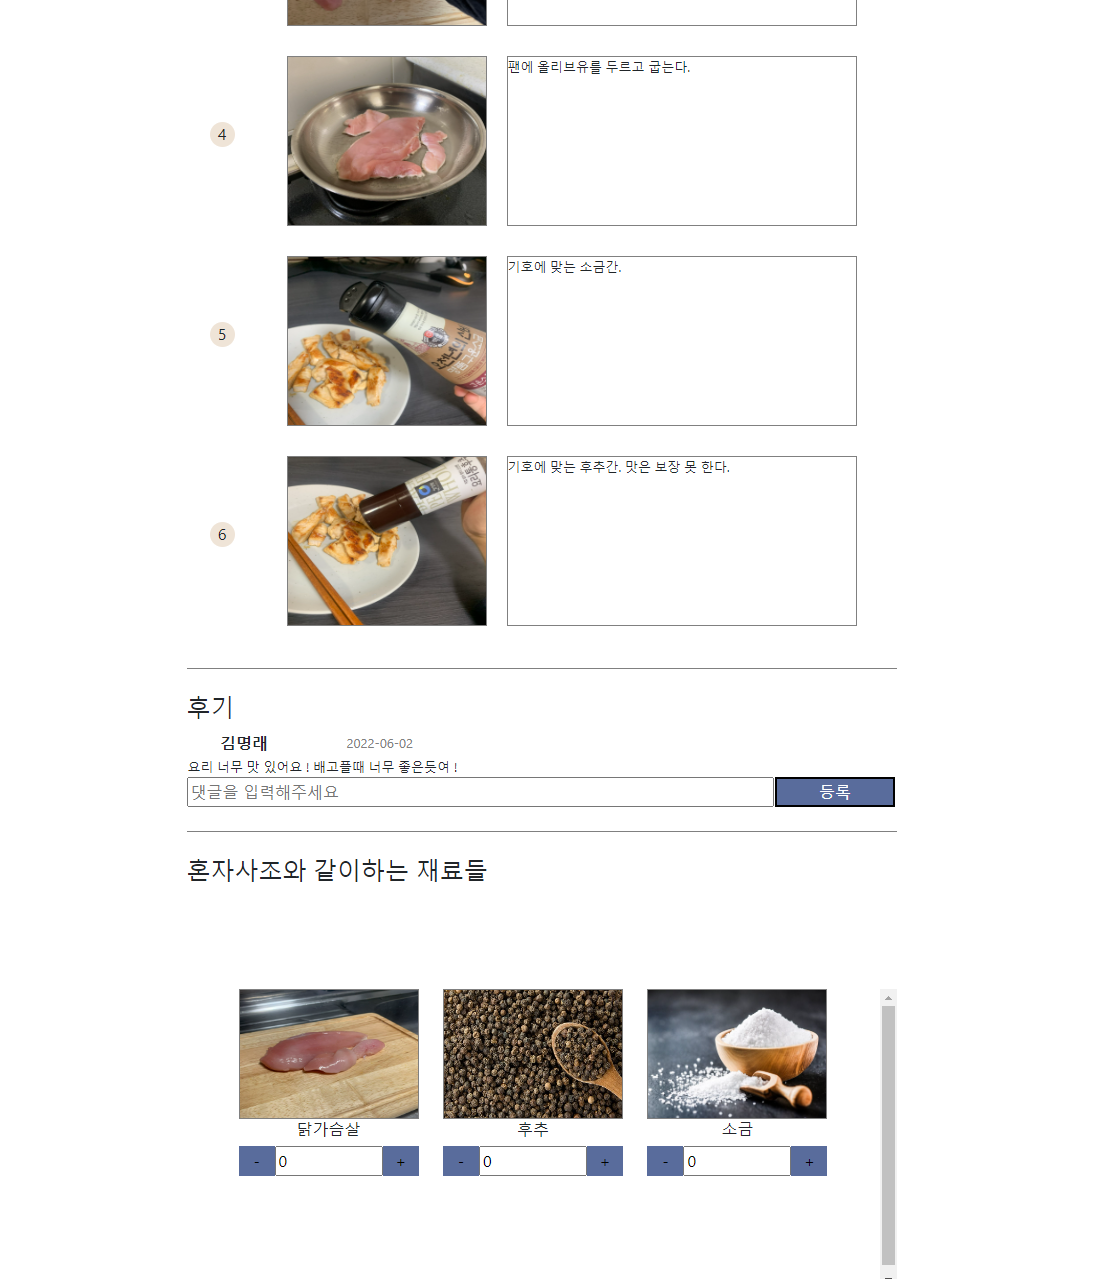 팬에 올리브유를 두르고 굽는다.
4
기호에 맞는 소금간.
5
기호에 맞는 후추간. 맛은 보장 못 한다.
6
후기
김명래 2022-06-02
요리 너무 맛 있어요 ! 배고플때 너무 좋은듯여 !
댓글을 입력해주세요 등록
혼자사조와 같이하는 재료들
닭가슴살 후추 소금
- 0 + - 0 + - 0 +